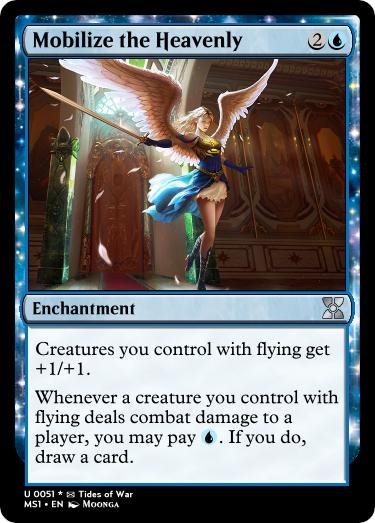 Mobilize the Heavenly 2
Enchantment
Creatures you control with flying get
+1/+1.
Whenever a creature you control with
flying deals combat damage to a
player, you may pay . If you do,
draw a card.
U 0051 * Tides of War
MS1 • EN Moonga